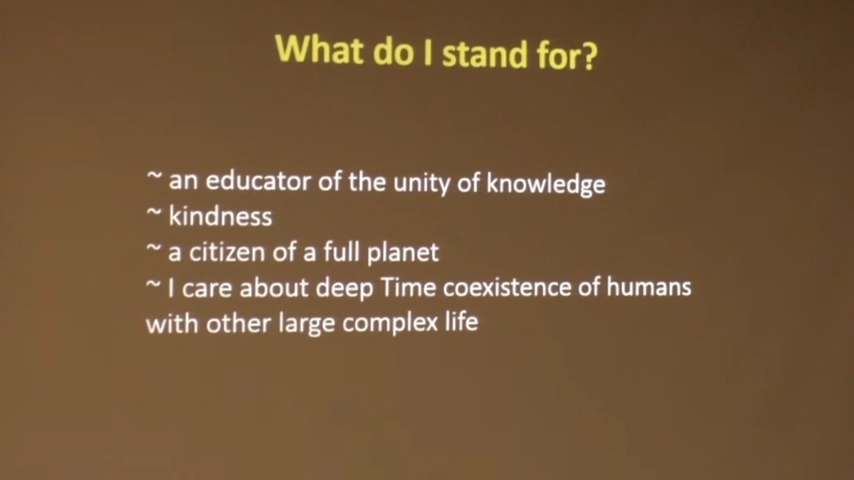 What do I stand for?
~ an educator of the unity of knowledge
~ kindness
~ a citizen of a full planet
~ I care about deep Time coexistence of humans
with other large complex life